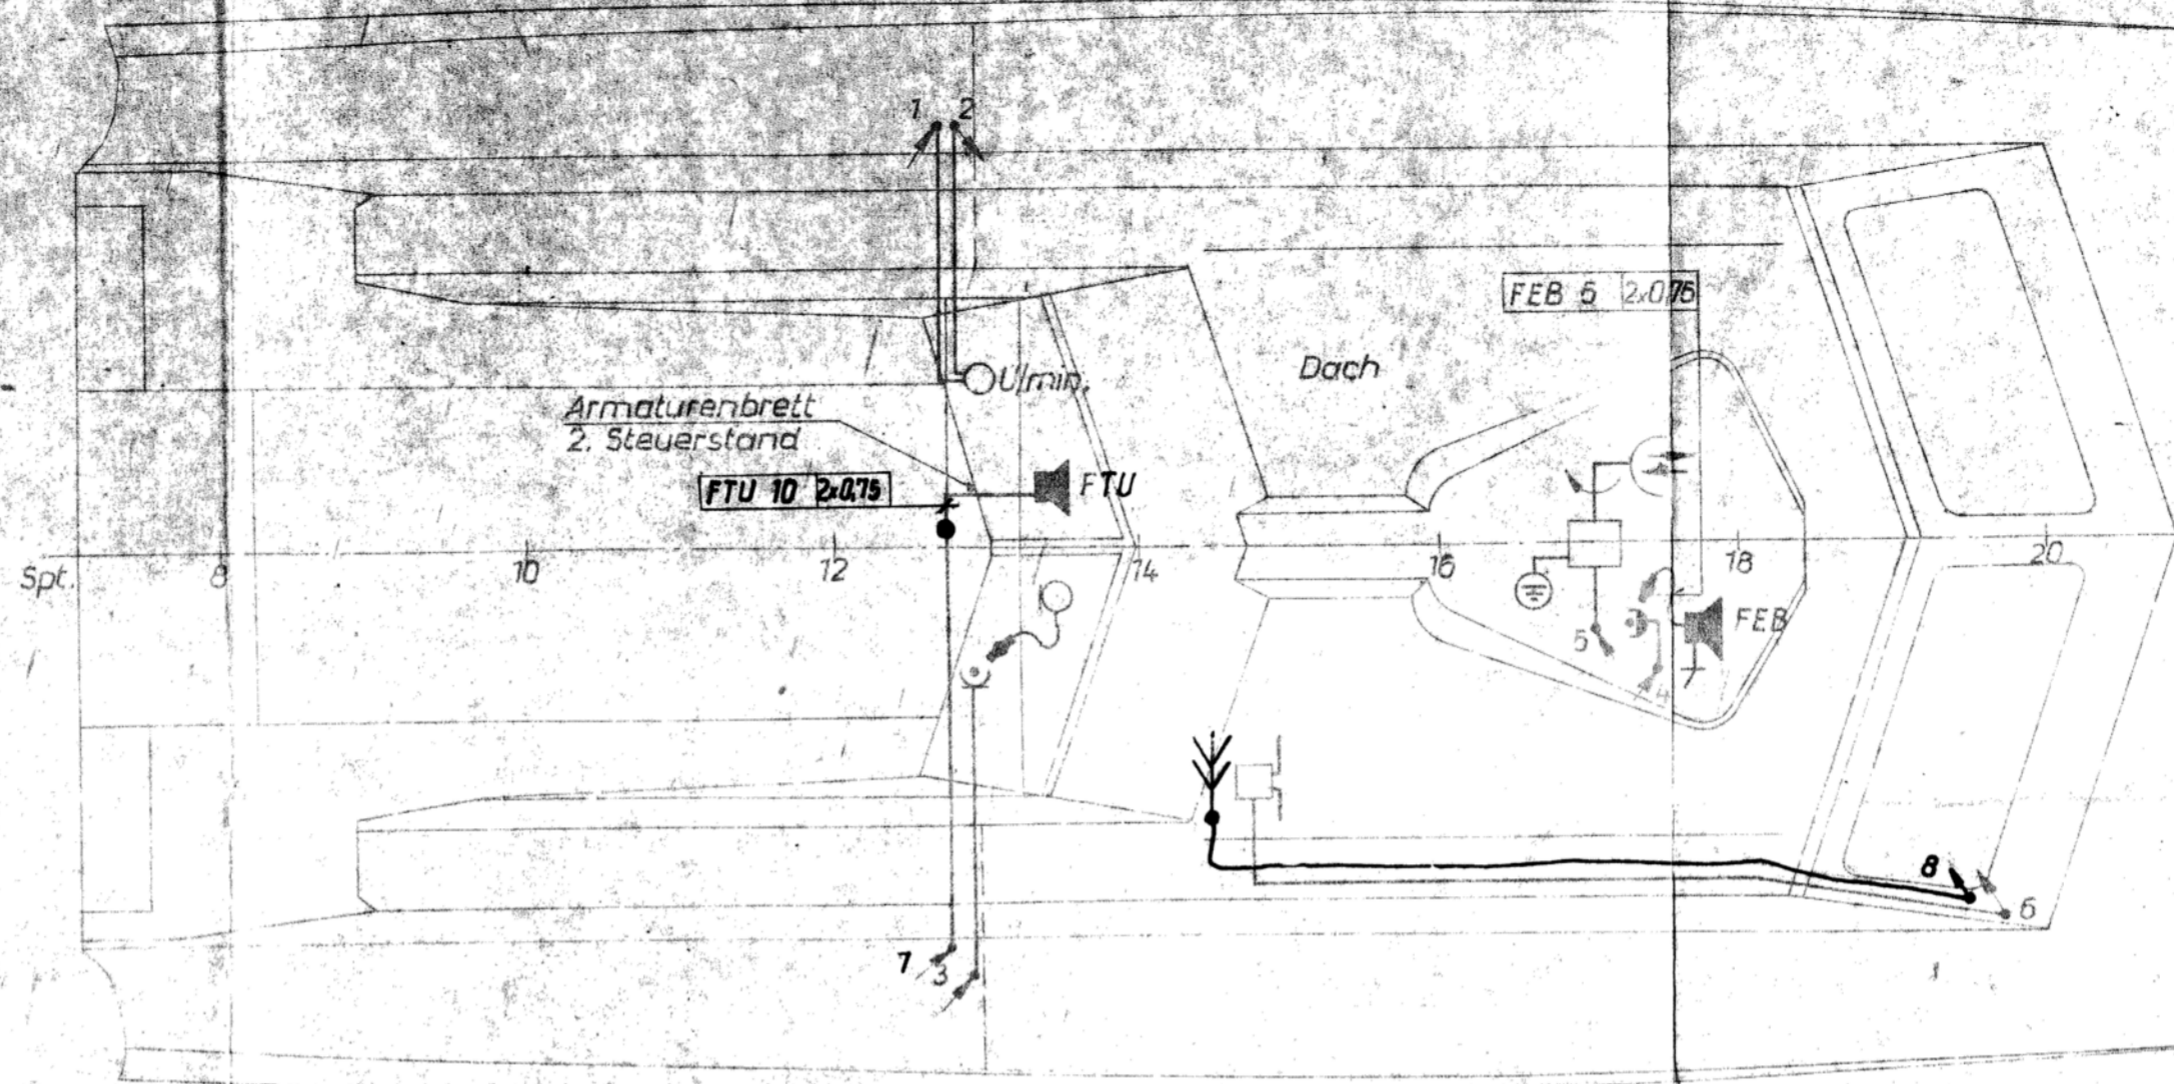 1 2
FEB 6 2x0,75
Dach
U/min.
Armaturenbrett
2. Steuerstand
FTU 10 2x0,75
FTU
Spt. 8 10 12 14 16 18 20
FEB
5
4
8
6
7
3